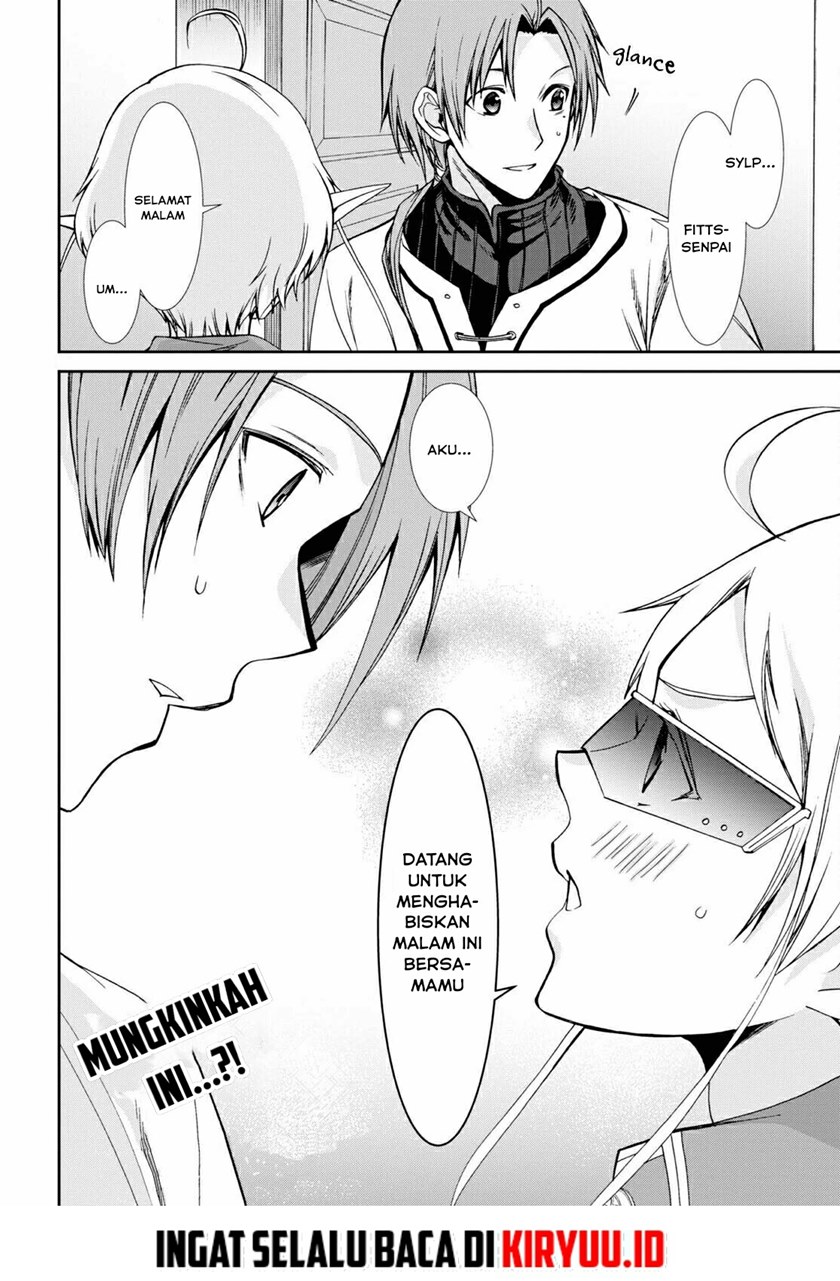 glance
SYLP...
FITTS-
SENPAI
SELAMAT
MALAM
UM...
AKU...
DATANG
UNTUK
MENGHA-
BISKAN
MALAM INI
BERSA-
MAMU
MUNGKINKAH
INI...?!
INGAT SELALU BACA DI KIRYUU.ID